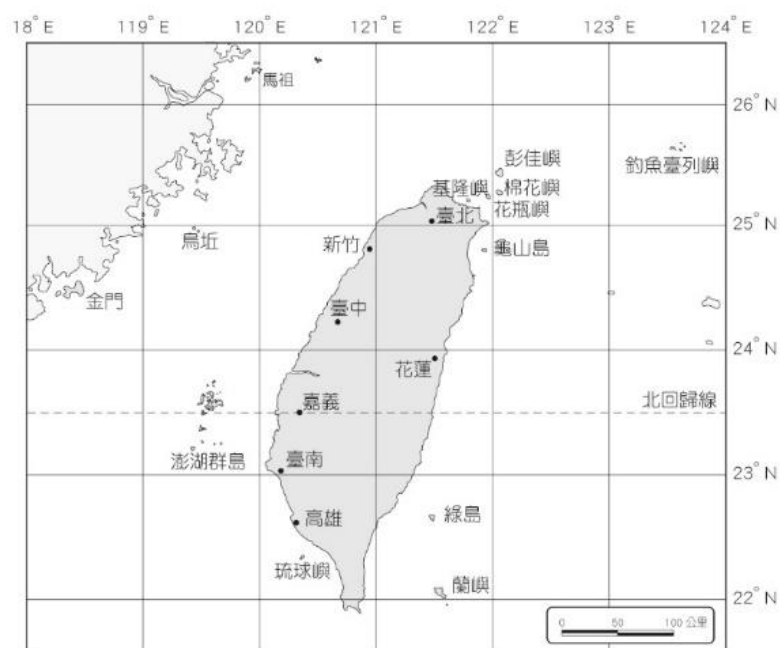 18° E 119° E 120° E 121° E 122° E 123° E 124° E
馬祖
26° N
彭佳嶼
釣魚臺列嶼
基隆嶼 棉花嶼
臺北 花瓶嶼
25° N
烏坵
新竹
龜山島
金門
臺中
24° N
花蓮
嘉義
北回歸線
澎湖群島
臺南
23° N
高雄
綠島
琉球嶼
蘭嶼
22° N
0 50 100 公里